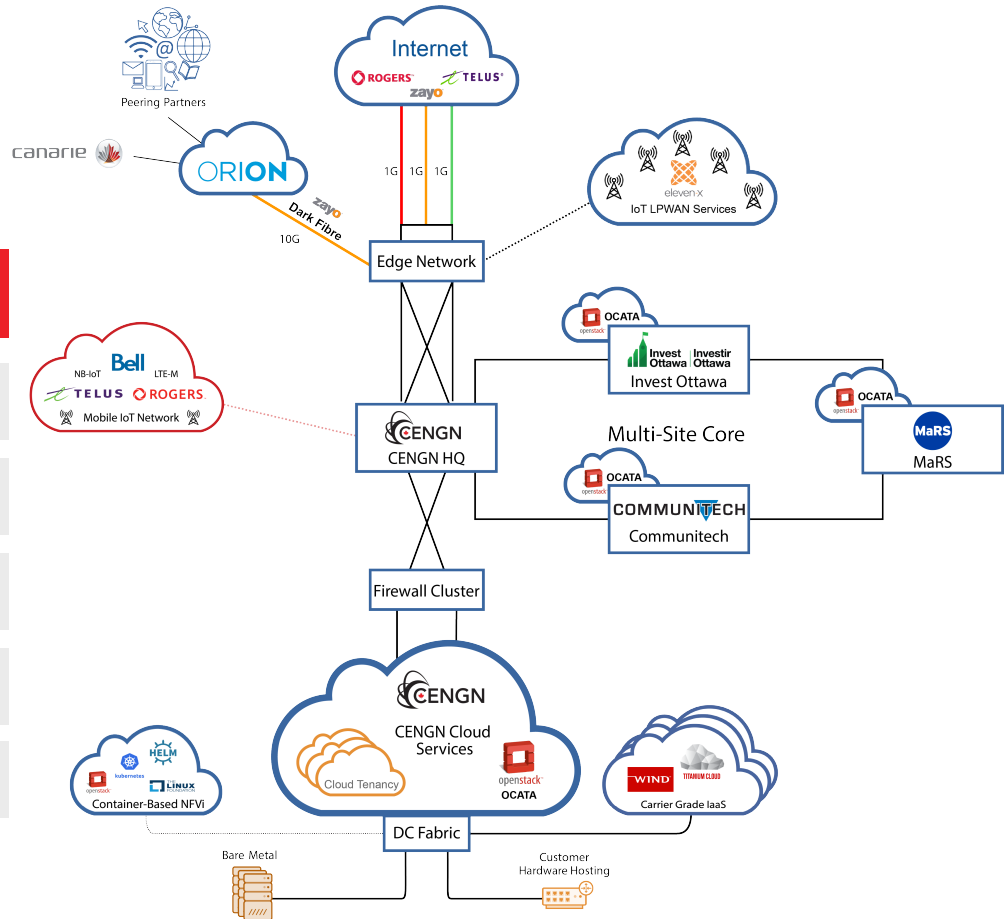 Peering Partners
Internet
ROGERS™
TELUS®
zayo
canarie
ORION
zayo
Dark Fibre
10G
1G
1G
1G
eleven-x
IoT LPWAN Services
Edge Network
openstack
OCATA
Invest Ottawa
Investir Ottawa
Invest Ottawa
Bell
NB-IoT
LTE-M
TELUS
ROGERS
Mobile IoT Network
CENGN
CENGN HQ
Multi-Site Core
openstack
OCATA
MaRS
MaRS
openstack
OCATA
COMMUNITECH
Communitech
Firewall Cluster
CENGN
CENGN Cloud
Services
Cloud Tenancy
openstack
OCATA
HELM
kubernetes
openstack
THE
LINUX
FOUNDATION
Container-Based NFVi
WIND
TITANIUM CLOUD
Carrier Grade IaaS
DC Fabric
Bare Metal
Customer
Hardware Hosting